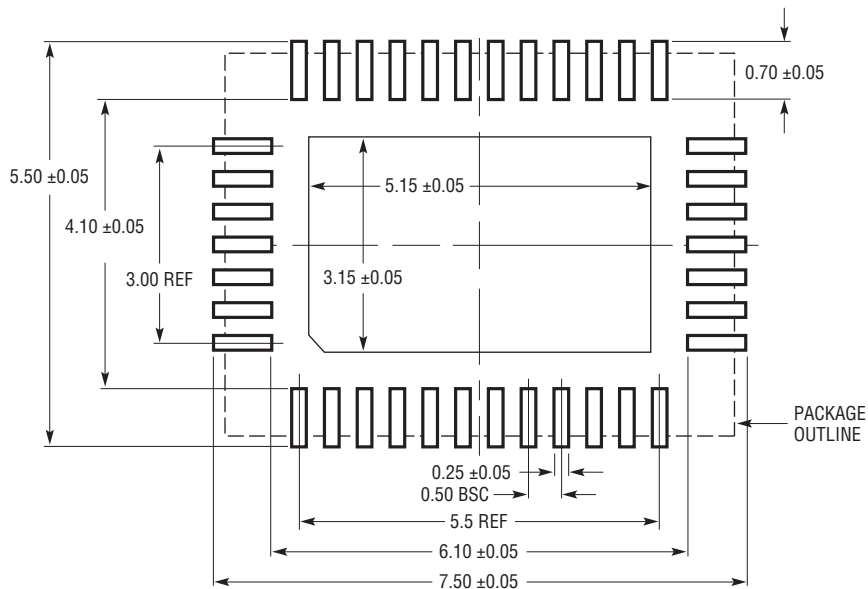 0.70 ±0.05
5.50 ±0.05
5.15 ±0.05
4.10 ±0.05
3.00 REF
3.15 ±0.05
PACKAGE
OUTLINE
0.25 ±0.05
0.50 BSC
5.5 REF
6.10 ±0.05
7.50 ±0.05